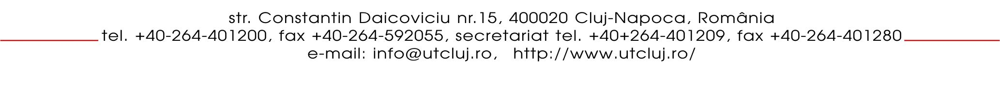 str. Constantin Daicoviciu nr.15, 400020 Cluj-Napoca, România
tel. +40-264-401200, fax +40-264-592055, secretariat tel. +40+264-401209, fax +40-264-401280
e-mail: info@utcluj.ro, http://www.utcluj.ro/